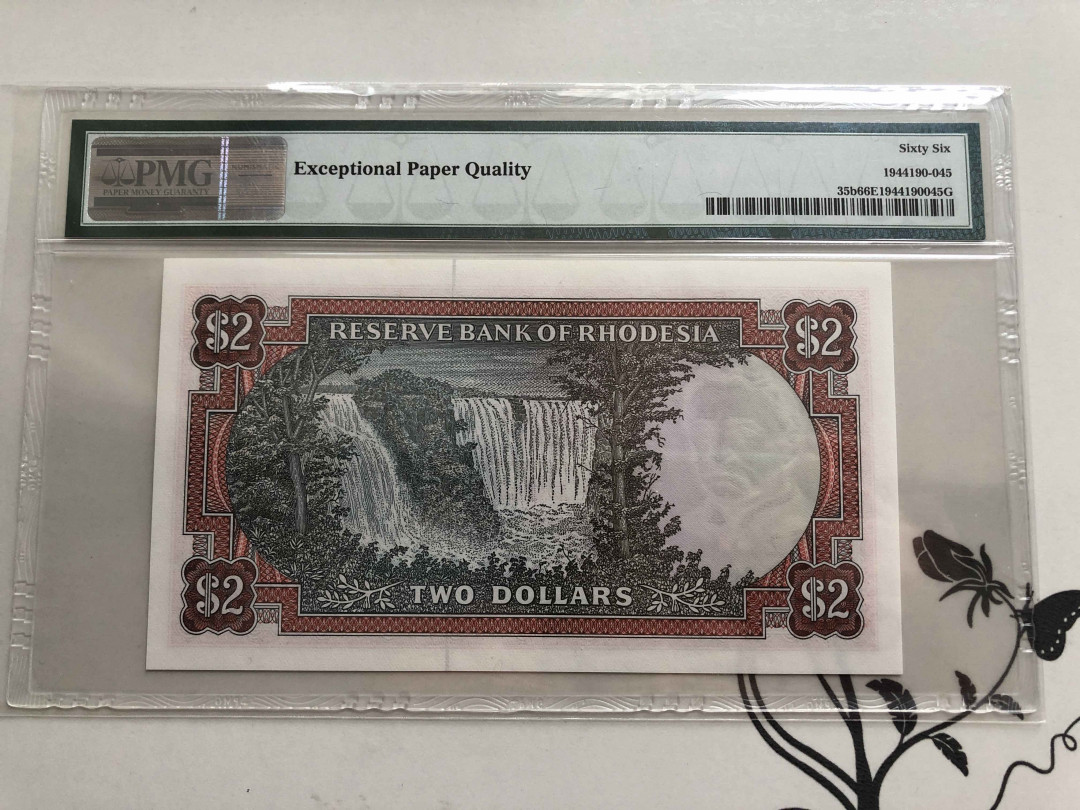 PMG
PAPER MONEY GUARANTY
Exceptional Paper Quality
Sixty Six
1944190-045
35b66E1944190045G
$2
RESERVE BANK OF RHODESIA
$2
$2
TWO DOLLARS
$2